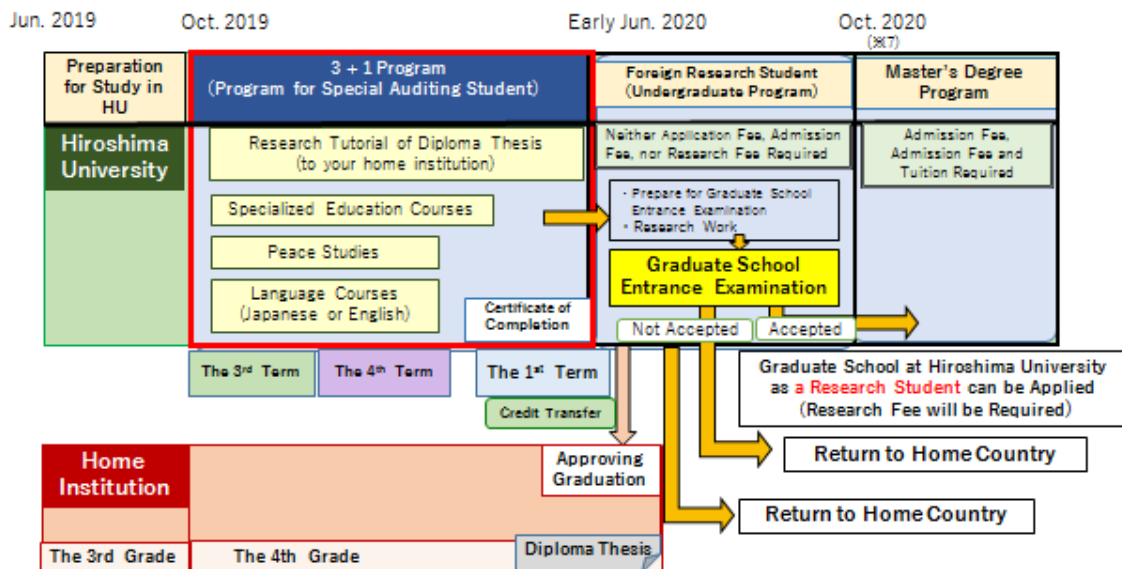 Jun. 2019
Oct. 2019
Early Jun. 2020
Oct. 2020
(※7)
Preparation
for Study in
HU
3 + 1 Program
(Program for Special Auditing Student)
Foreign Research Student
(Undergraduate Program)
Master's Degree
Program
Hiroshima
University
Research Tutorial of Diploma Thesis
(to your home institution)
Specialized Education Courses
Peace Studies
Language Courses
(Japanese or English)
Certificate of
Completion
Neither Application Fee, Admission
Fee, nor Research Fee Required
・Prepare for Graduate School
Entrance Examination
・Research Work
Graduate School
Entrance Examination
Not Accepted
Accepted
Admission Fee,
Admission Fee and
Tuition Required
The 3rd Term
The 4th Term
The 1st Term
Credit Transfer
Graduate School at Hiroshima University
as a Research Student can be Applied
(Research Fee will be Required)
Return to Home Country
Return to Home Country
Home
Institution
Approving
Graduation
The 3rd Grade
The 4th Grade
Diploma Thesis